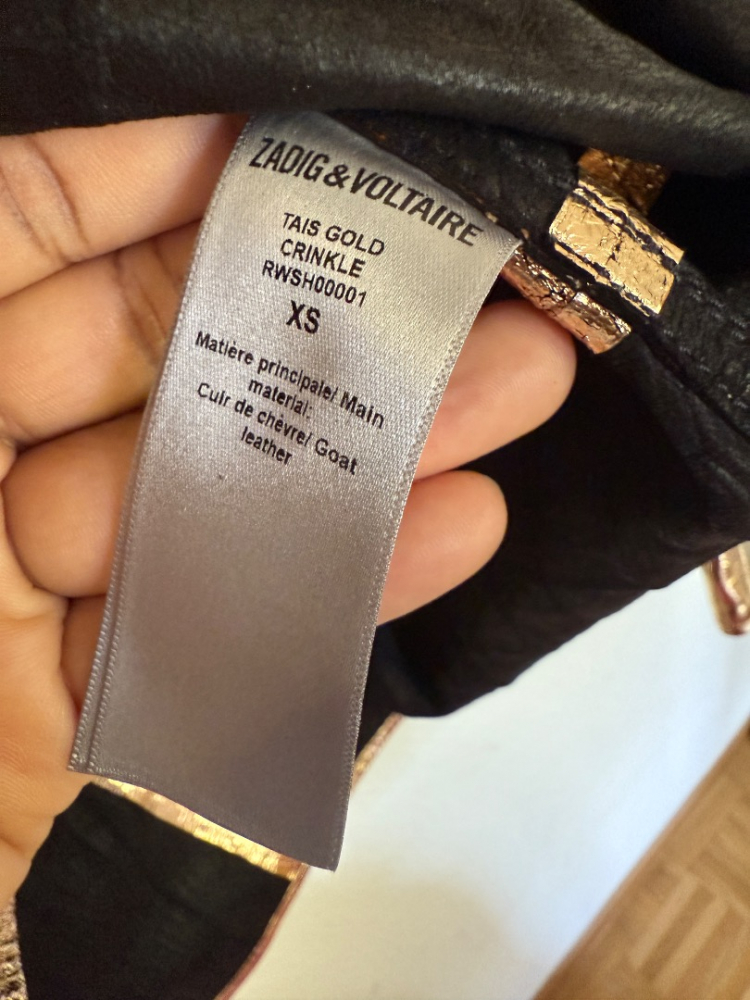 ZADIG&VOLTAIRE
TAIS GOLD
CRINKLE
RWSH00001
XS
Matière principale/ Main
material:
Cuir de chèvre/ Goat
leather